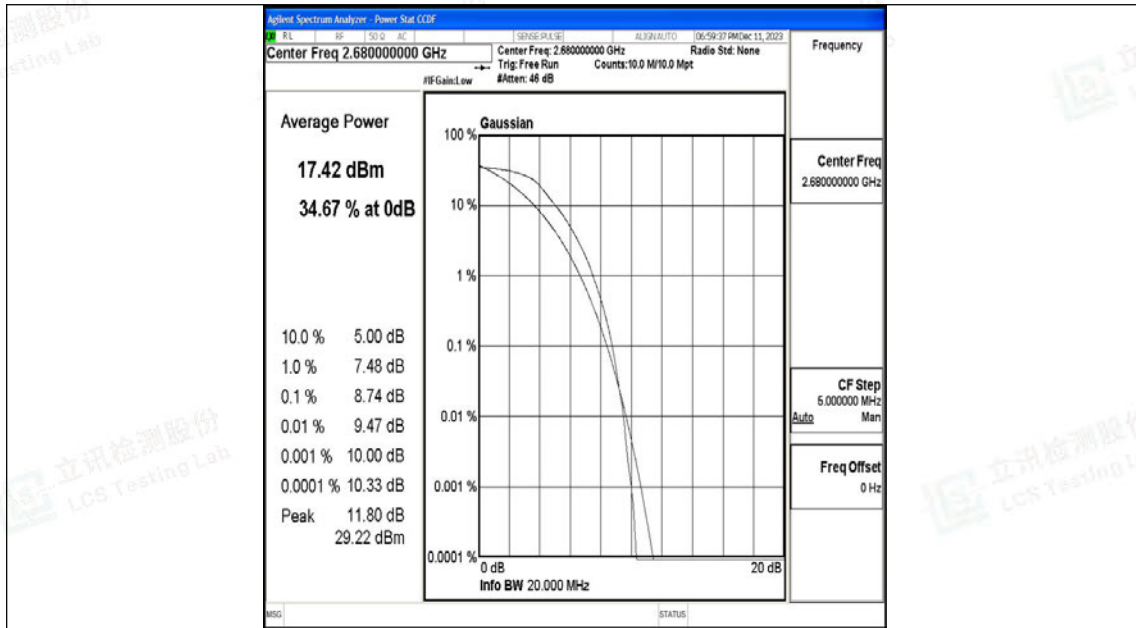 Agilent Spectrum Analyzer - Power Stat CCDF
RL RF 50 Ω AC SENSE:PULSE ALIGNAUTO 06:59:37 PM Dec 11, 2023
Center Freq 2.680000000 GHz
Center Freq: 2.680000000 GHz Radio Std: None
Trig: Free Run Counts:10.0 M/10.0 Mpt
#IFGain:Low #Atten: 46 dB
Frequency
Average Power
17.42 dBm
34.67 % at 0dB
10.0 % 5.00 dB
1.0 % 7.48 dB
0.1 % 8.74 dB
0.01 % 9.47 dB
0.001 % 10.00 dB
0.0001 % 10.33 dB
Peak 11.80 dB
29.22 dBm
Gaussian
100 %
10 %
1 %
0.1 %
0.01 %
0.001 %
0.0001 %
0 dB 20 dB
Info BW 20.000 MHz
Center Freq
2.680000000 GHz
CF Step
5.000000 MHz
Auto Man
Freq Offset
0 Hz
MSG STATUS
立讯检测股份
LCS Testing Lab